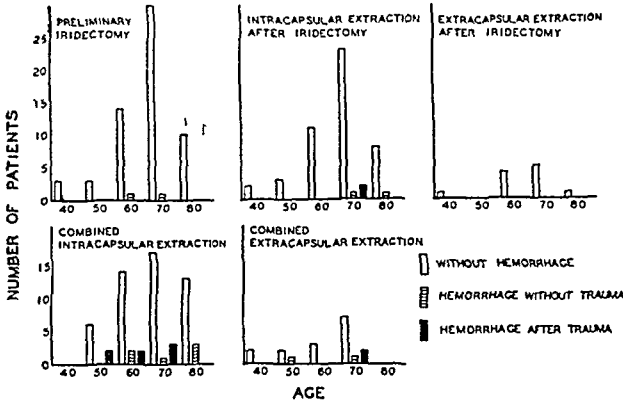 PRELIMINARY
IRIDECTOMY
INTRACAPSULAR EXTRACTION
AFTER IRIDECTOMY
EXTRACAPSULAR EXTRACTION
AFTER IRIDECTOMY
25
20
15
10
5
0
40 50 60 70 80
40 50 60 70 80
40 50 60 70 80
NUMBER OF PATIENTS
COMBINED
INTRACAPSULAR EXTRACTION
COMBINED
EXTRACAPSULAR EXTRACTION
15
10
5
0
40 50 60 70 80
40 50 60 70 80
AGE
WITHOUT HEMORRHAGE
HEMORRHAGE WITHOUT TRAUMA
HEMORRHAGE AFTER TRAUMA